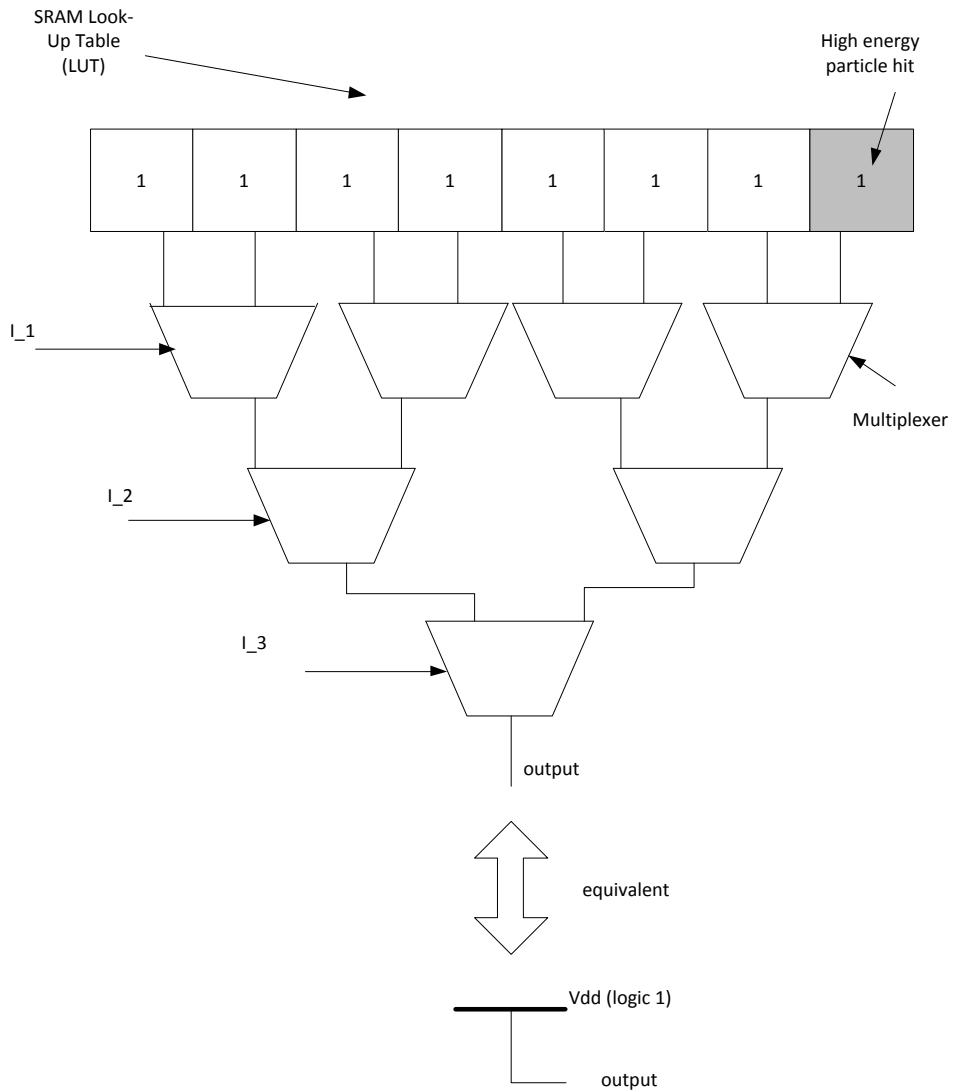 SRAM Look-
Up Table
(LUT)
High energy
particle hit
1 1 1 1 1 1 1 1
I_1
Multiplexer
I_2
I_3
output
equivalent
Vdd (logic 1)
output